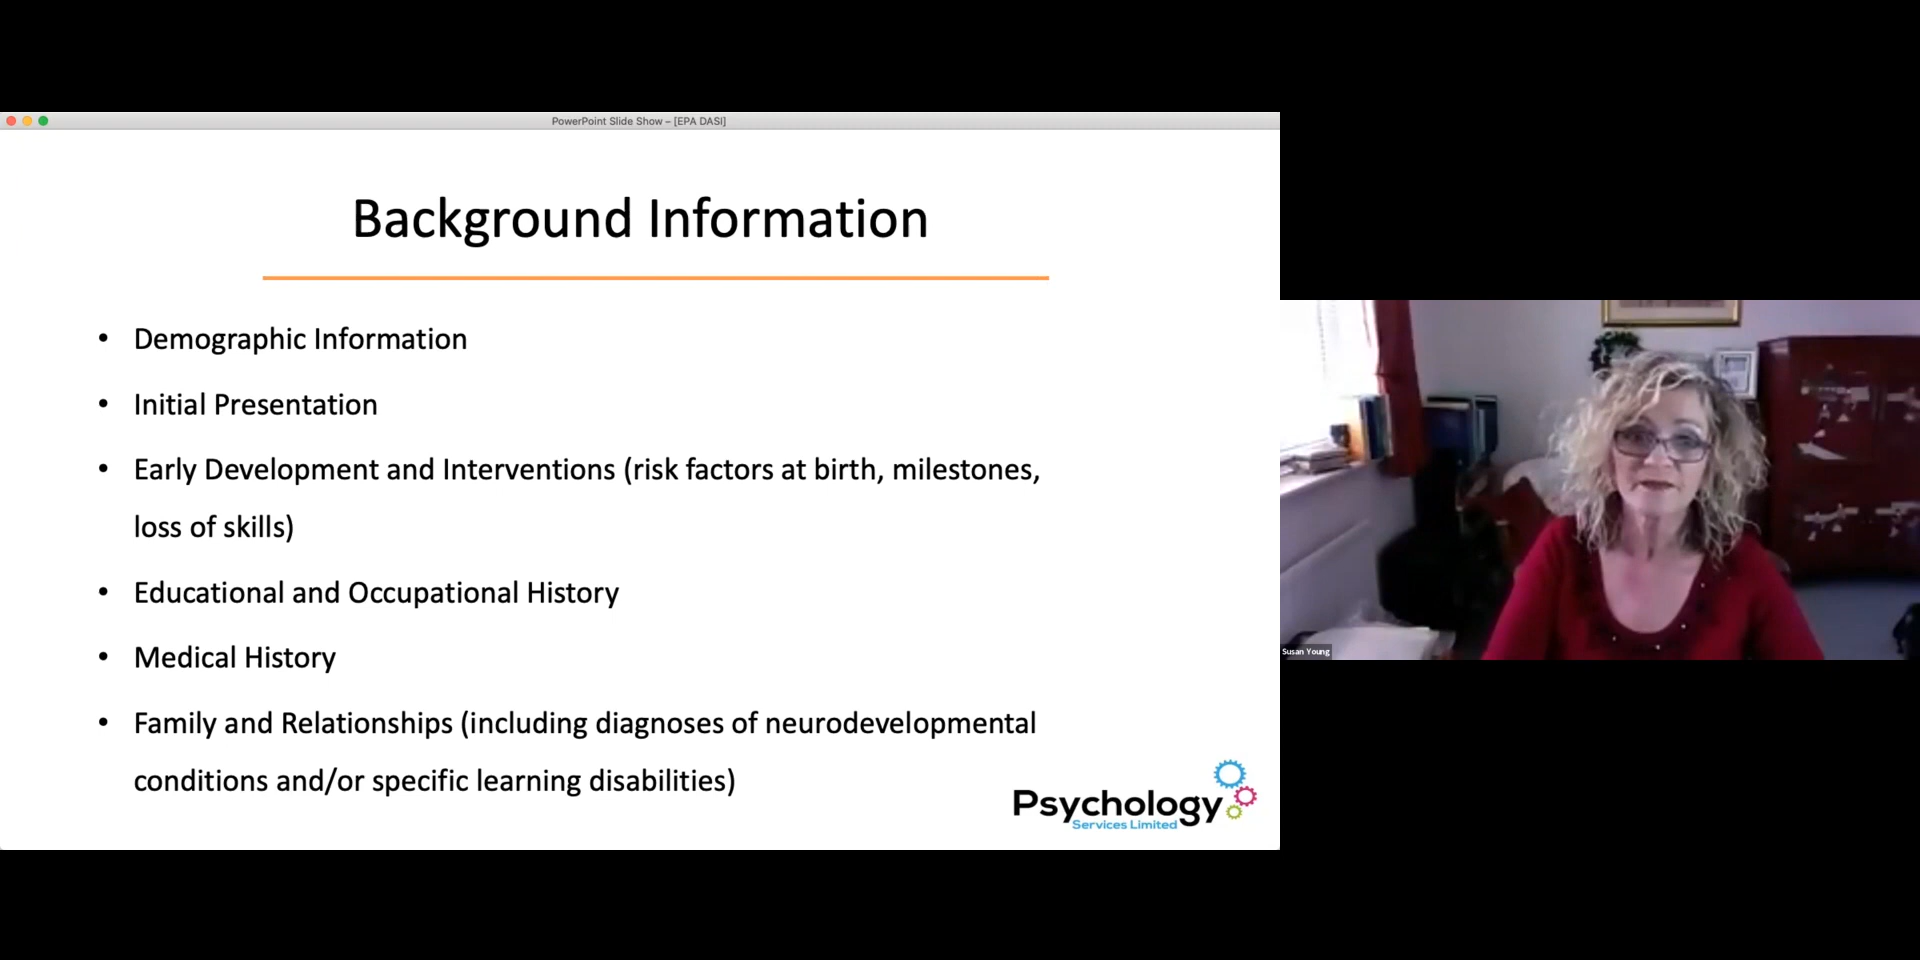 PowerPoint Slide Show – [EPA DASI]
Background Information
• Demographic Information
• Initial Presentation
• Early Development and Interventions (risk factors at birth, milestones,
loss of skills)
• Educational and Occupational History
• Medical History
• Family and Relationships (including diagnoses of neurodevelopmental
conditions and/or specific learning disabilities)
Psychology
Services Limited
Susan Young